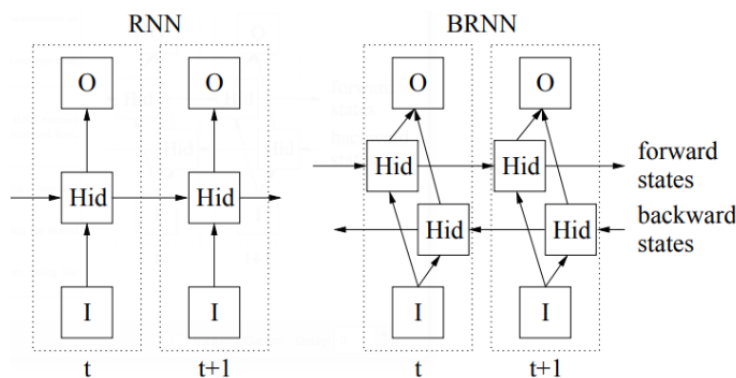 RNN
BRNN
O
O
O
O
Hid
Hid
forward
states
Hid
Hid
Hid
Hid
backward
states
I
I
I
I
t
t+1
t
t+1